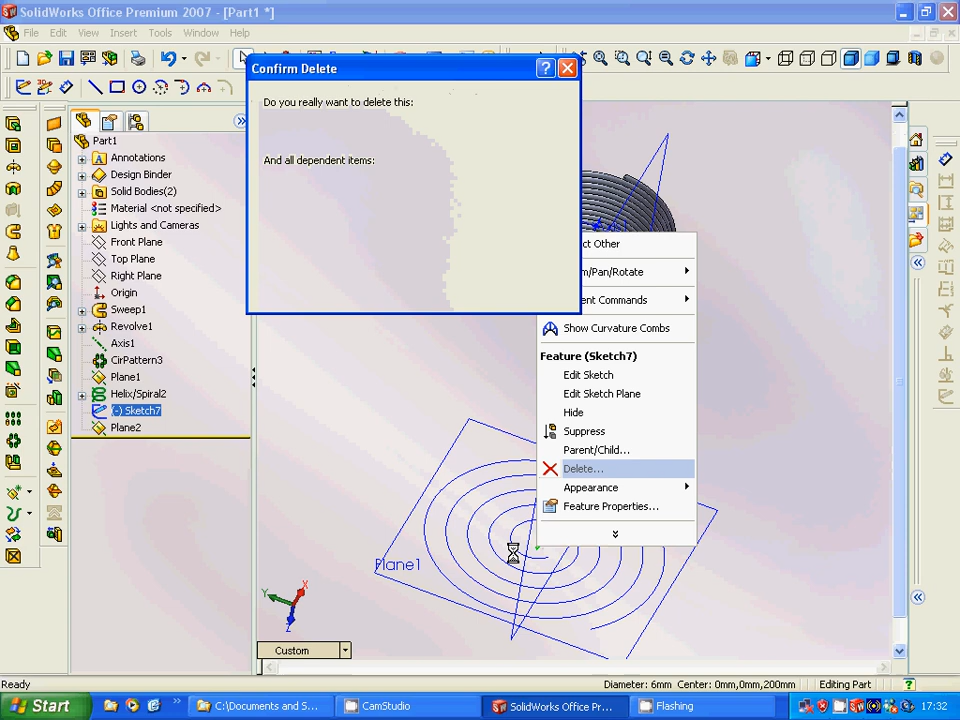 SolidWorks Office Premium 2007 - [Part1 *]
File Edit View Insert Tools Window Help
Confirm Delete
Do you really want to delete this:
And all dependent items:
Part1
Annotations
Design Binder
Solid Bodies(2)
Material <not specified>
Lights and Cameras
Front Plane
Top Plane
Right Plane
Origin
Sweep1
Revolve1
Axis1
CirPattern3
Plane1
Helix/Spiral2
(-) Sketch7
Plane2
ct Other
m/Pan/Rotate
ent Commands
Show Curvature Combs
Feature (Sketch7)
Edit Sketch
Edit Sketch Plane
Hide
Suppress
Parent/Child...
Delete...
Appearance
Feature Properties...
Plane1
X
Y
Z
Custom
Ready
Diameter: 6mm Center: 0mm,0mm,200mm
Editing Part
Start
C:\Documents and S...
CamStudio
SolidWorks Office Pr...
Flashing
17:32